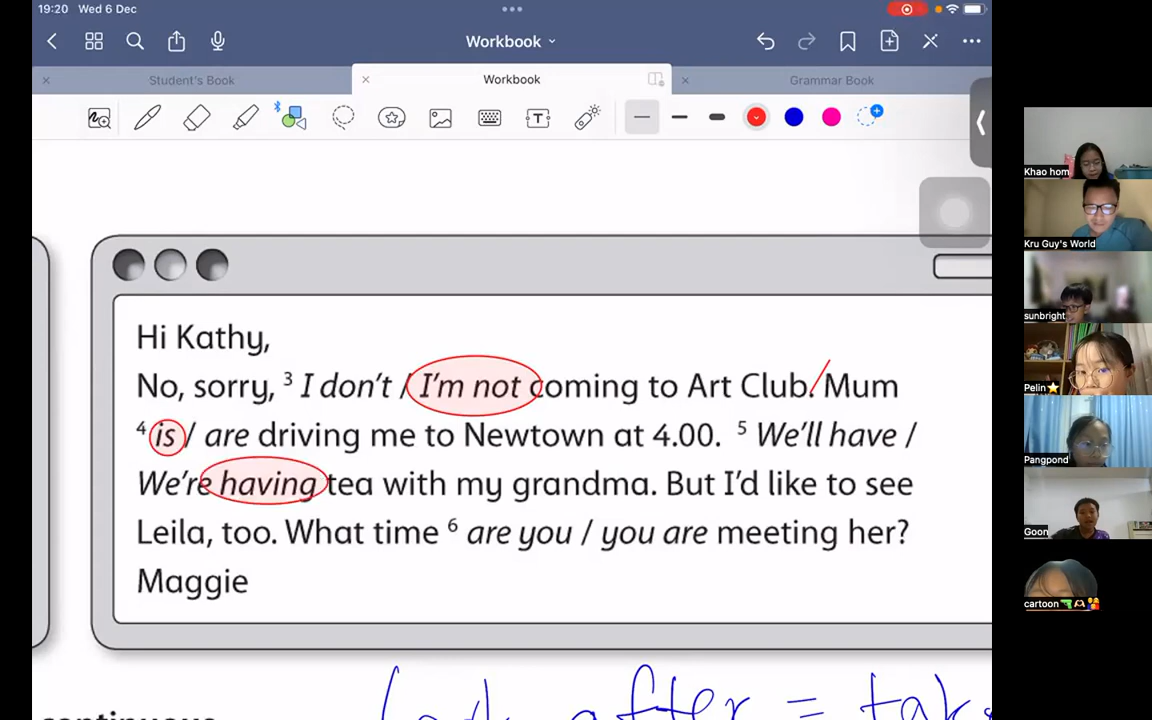 19:20 Wed 6 Dec
Workbook
Student's Book
Workbook
Grammar Book
Hi Kathy,
No, sorry, 3 I don't / I'm not coming to Art Club. Mum
4 is / are driving me to Newtown at 4.00. 5 We'll have /
We're having tea with my grandma. But I'd like to see
Leila, too. What time 6 are you / you are meeting her?
Maggie
after =
Khao hom
Kru Guy's World
sunbright
Pelin
Pangpond
Goon
cartoon